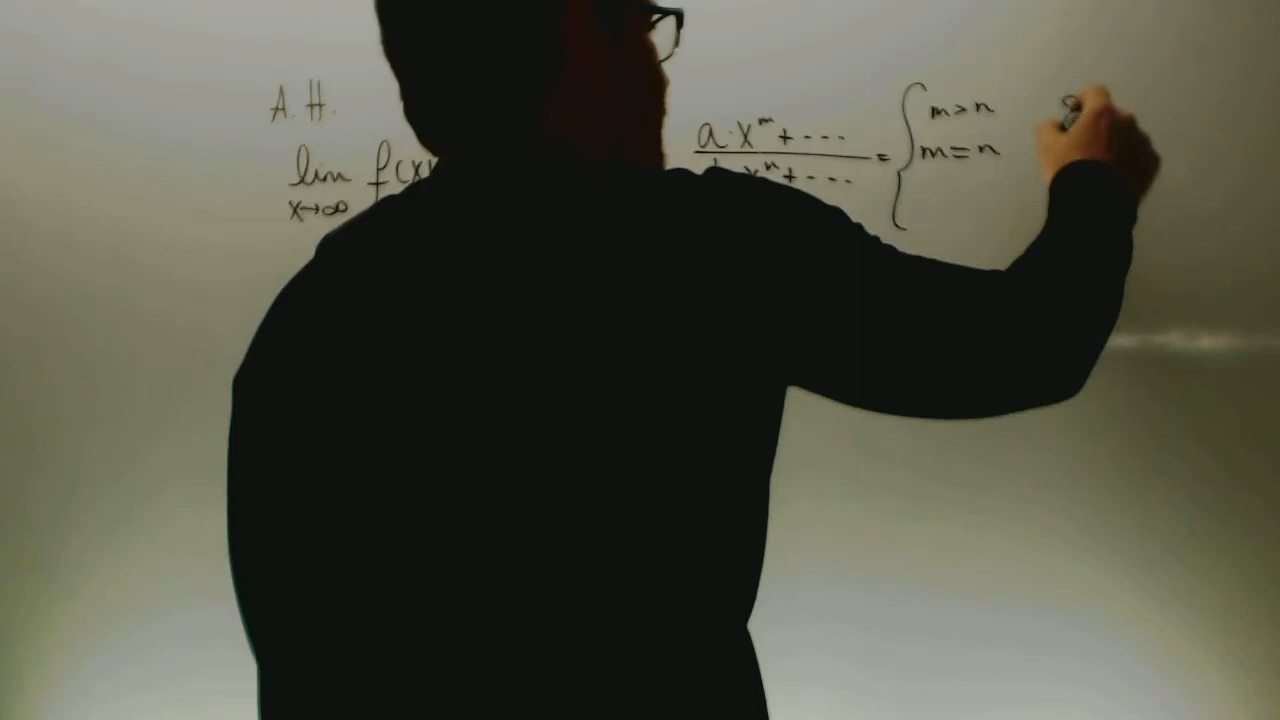 A.H.
lim f(x)
x→∞
a·x^m + ···
x^n + ···
= { m > n
m = n